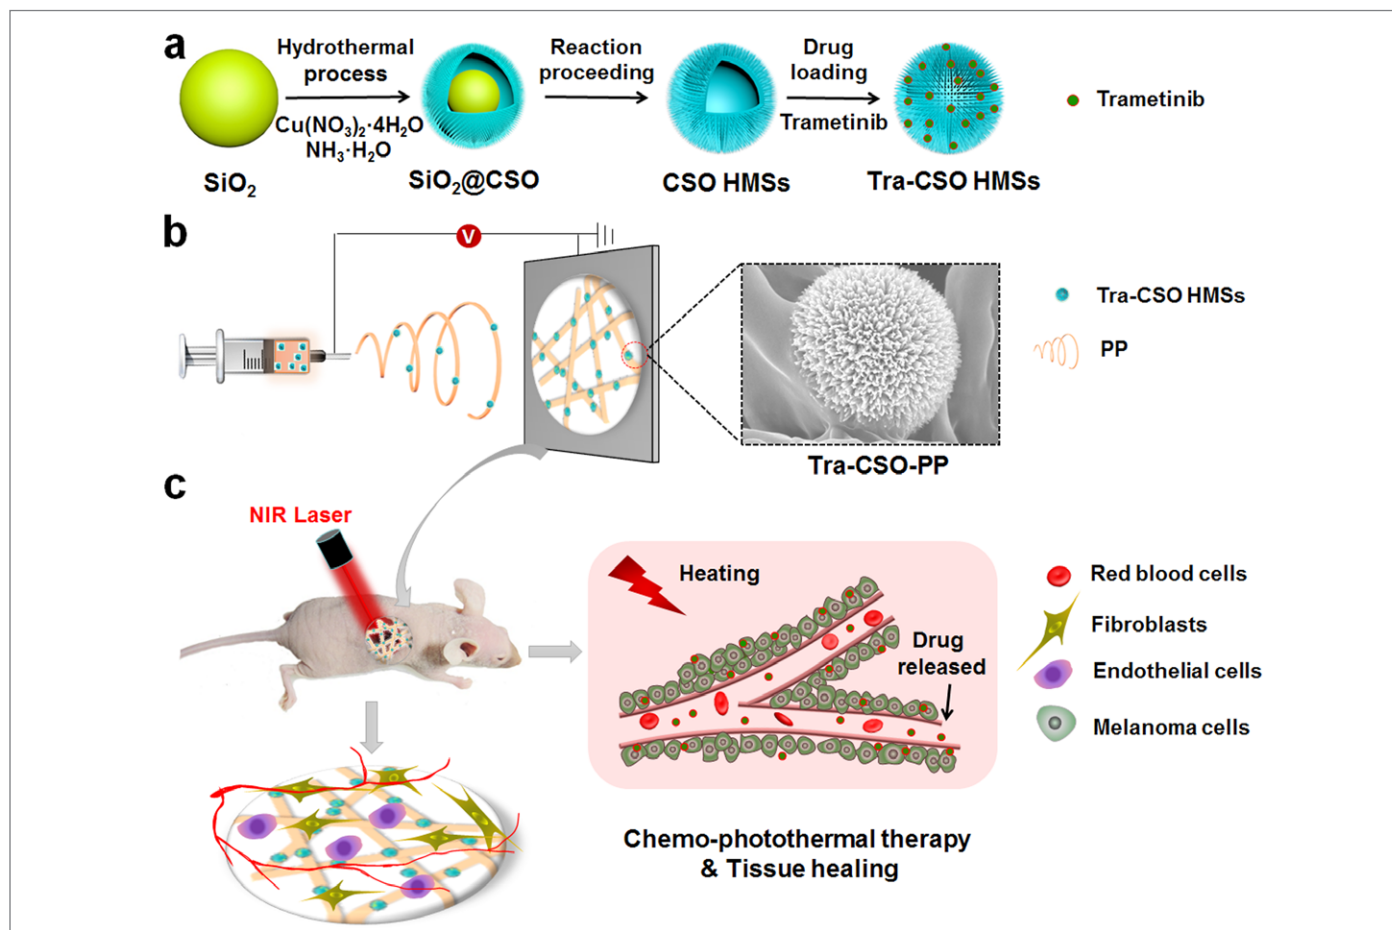 a
Hydrothermal
process
Cu(NO₃)₂·4H₂O
NH₃·H₂O
Reaction
proceeding
Drug
loading
Trametinib
Trametinib
SiO₂
SiO₂@CSO
CSO HMSs
Tra-CSO HMSs
b
V
Tra-CSO HMSs
PP
Tra-CSO-PP
c
NIR Laser
Heating
Drug
released
Red blood cells
Fibroblasts
Endothelial cells
Melanoma cells
Chemo-photothermal therapy
& Tissue healing